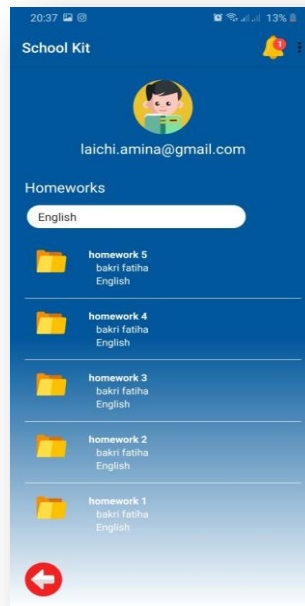 20:37
13%
School Kit
1
laichi.amina@gmail.com
Homeworks
English
homework 5
bakri fatiha
English
homework 4
bakri fatiha
English
homework 3
bakri fatiha
English
homework 2
bakri fatiha
English
homework 1
bakri fatiha
English